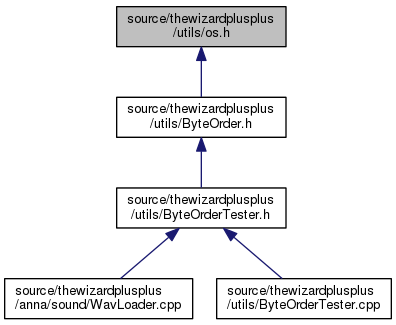 source/thewizardplusplus
/utils/os.h
source/thewizardplusplus
/utils/ByteOrder.h
source/thewizardplusplus
/utils/ByteOrderTester.h
source/thewizardplusplus
/anna/sound/WavLoader.cpp
source/thewizardplusplus
/utils/ByteOrderTester.cpp